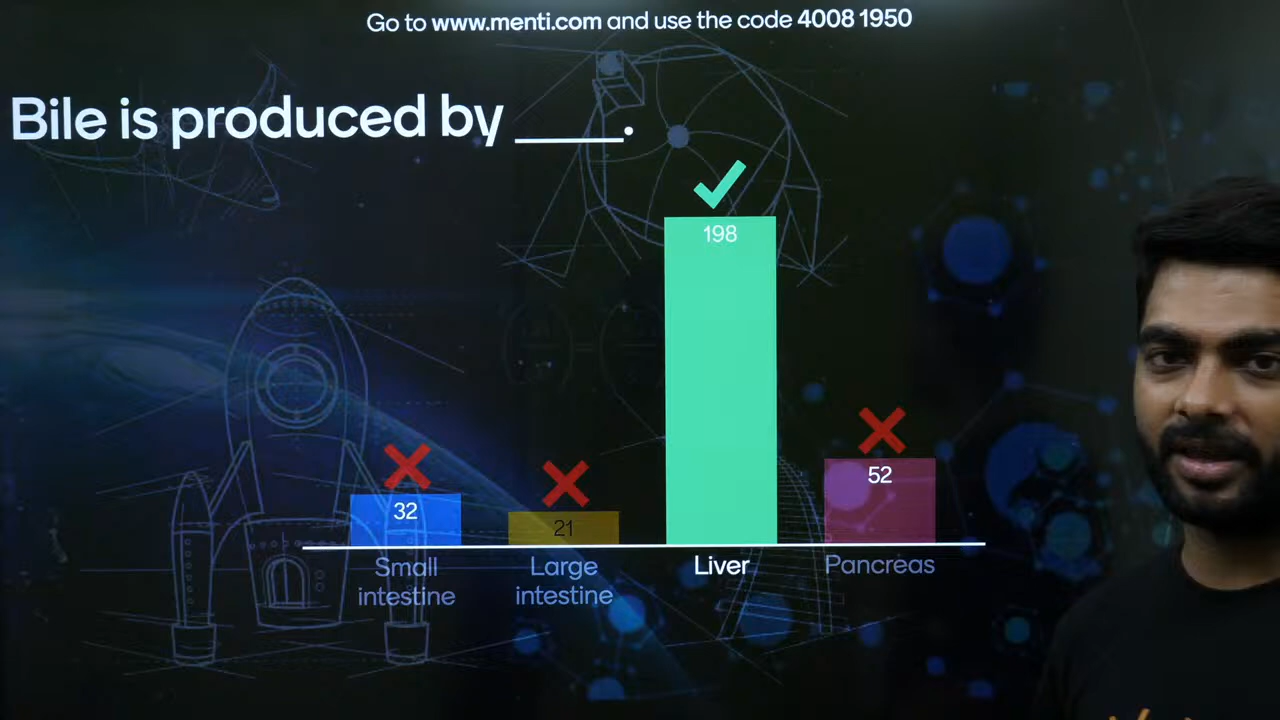 Go to www.menti.com and use the code 4008 1950
Bile is produced by _____.
198
52
32
21
Small intestine
Large intestine
Liver
Pancreas